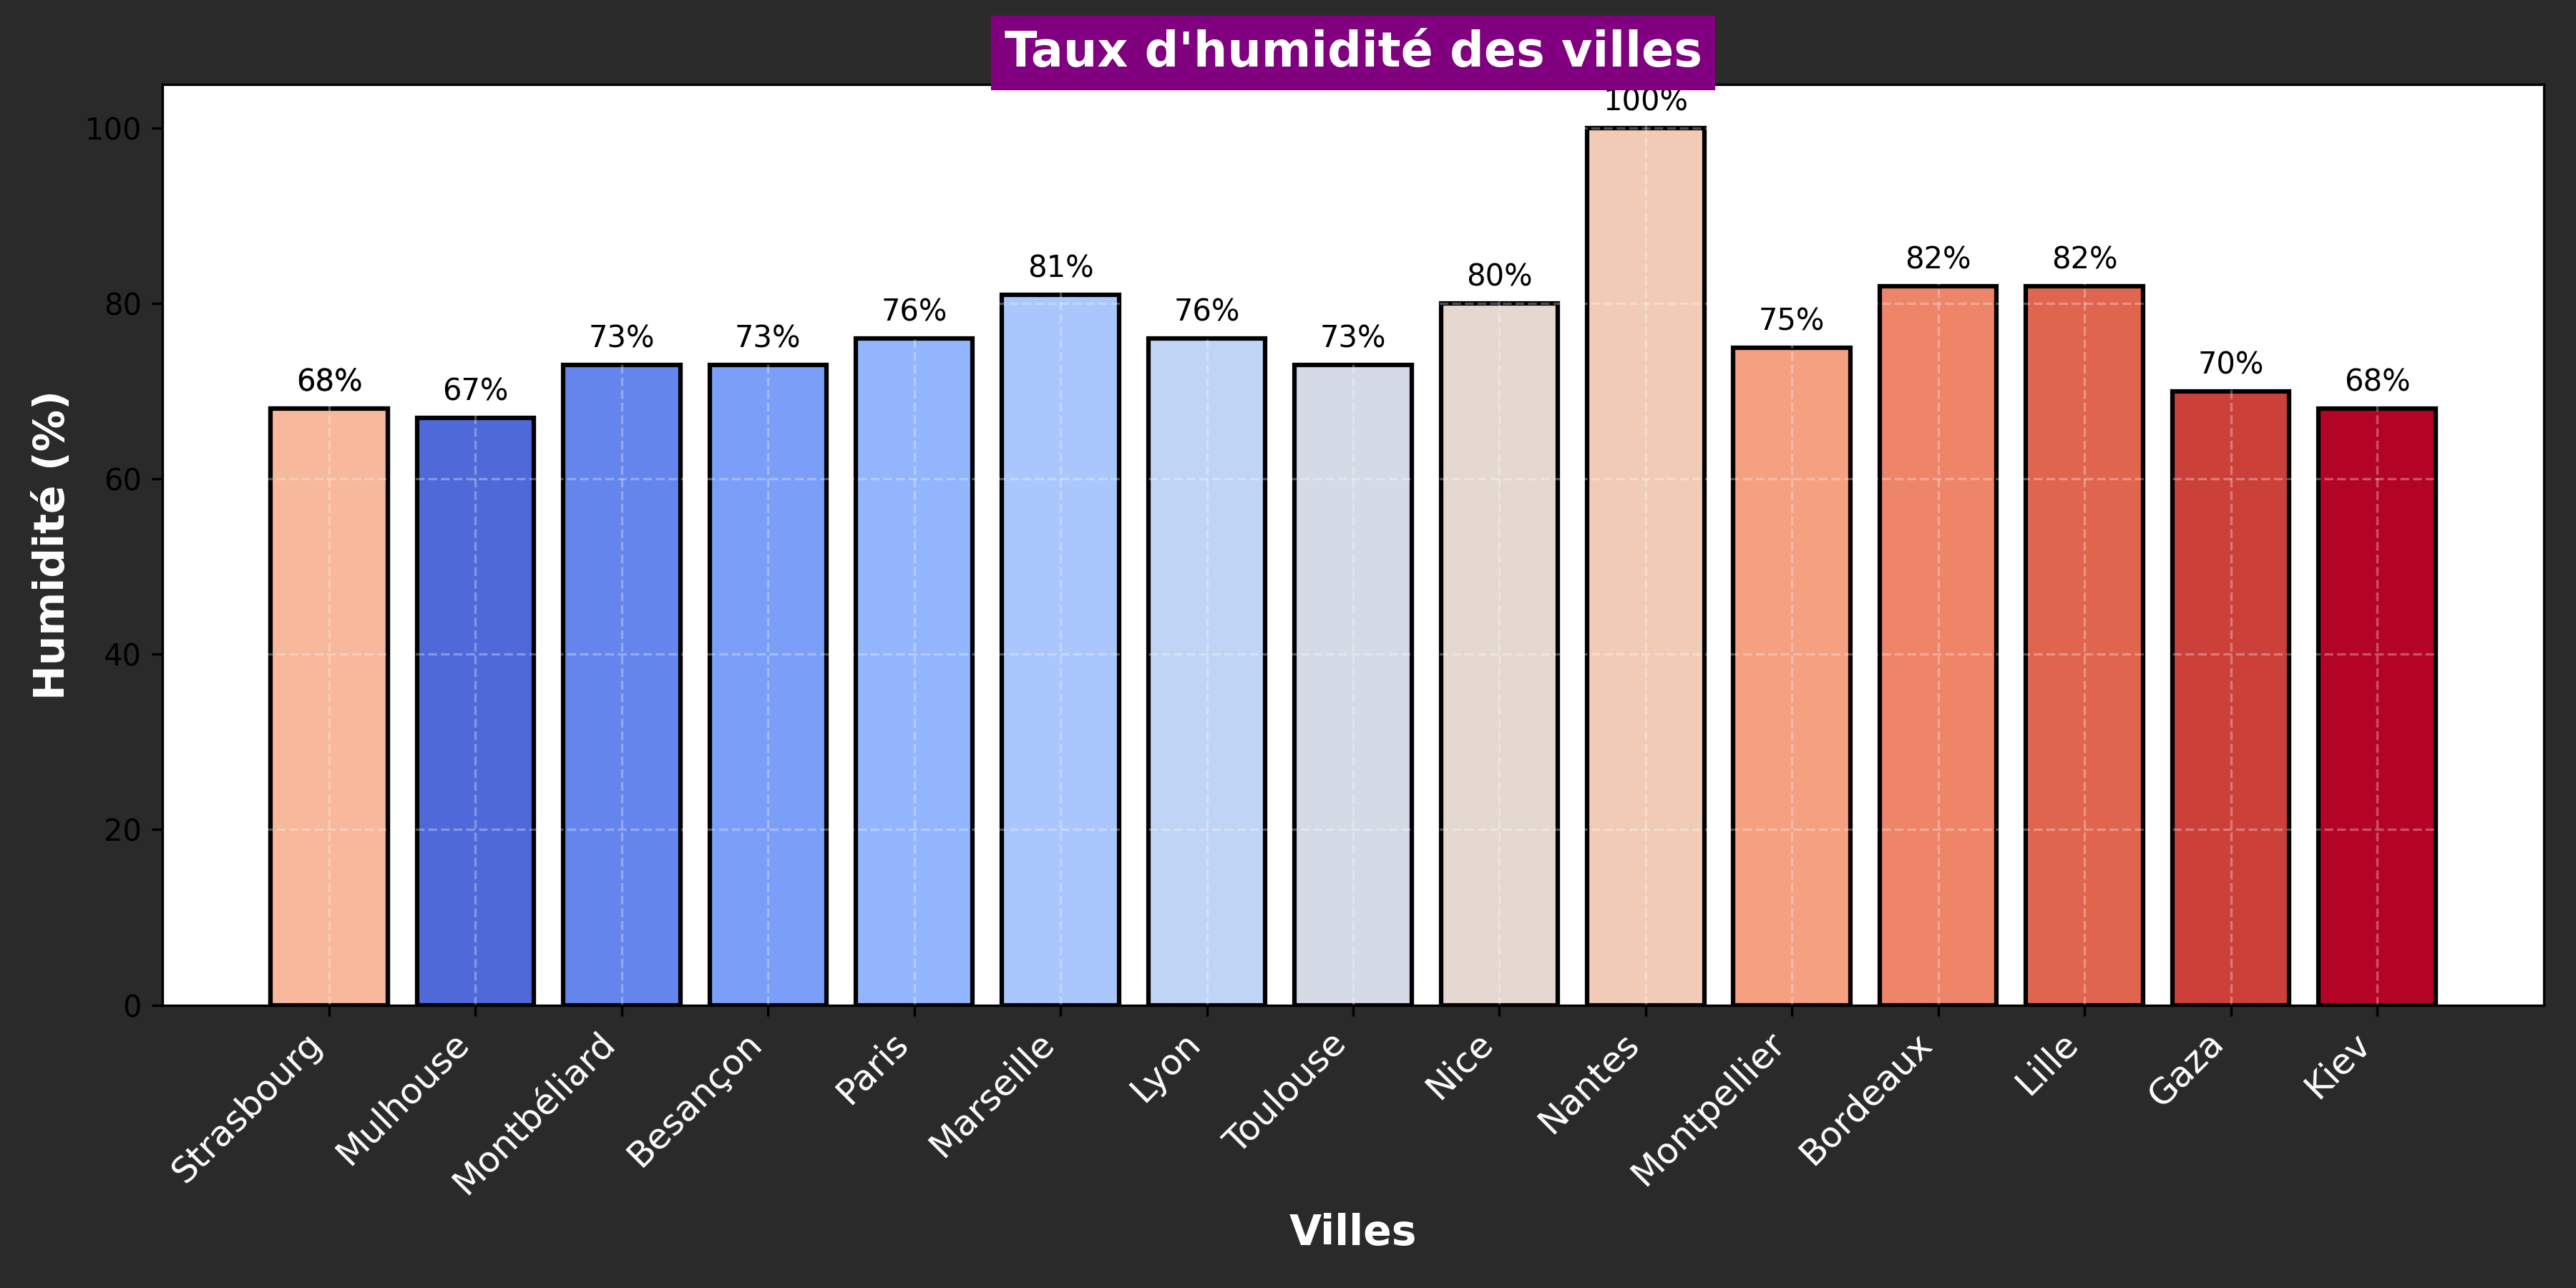 Taux d'humidité des villes
Humidité (%)
100
80
60
40
20
0
68%
67%
73%
73%
76%
81%
76%
73%
80%
100%
75%
82%
82%
70%
68%
Strasbourg
Mulhouse
Montbéliard
Besançon
Paris
Marseille
Lyon
Toulouse
Nice
Nantes
Montpellier
Bordeaux
Lille
Gaza
Kiev
Villes